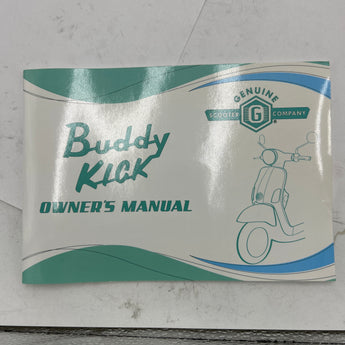 GENUINE
SCOOTER G COMPANY
Buddy
KICK
OWNER'S MANUAL